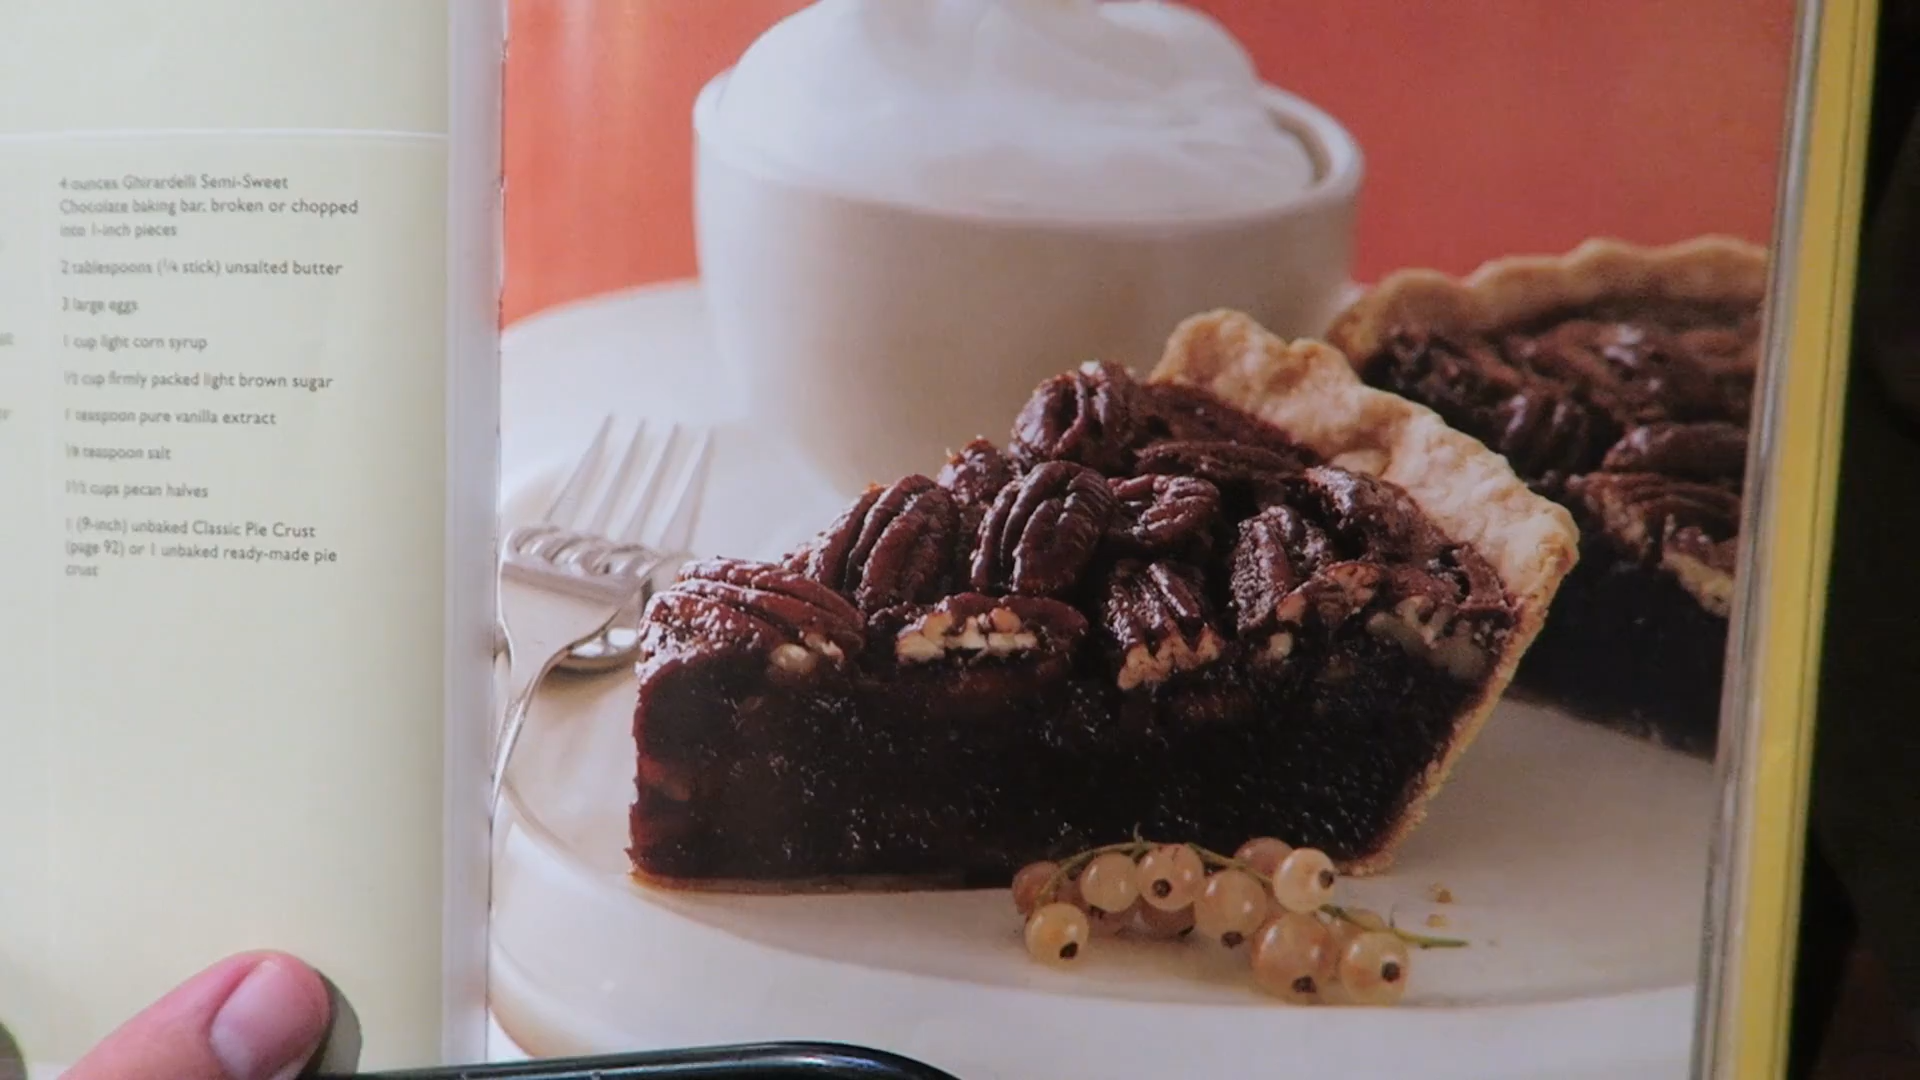 4 ounces Ghirardelli Semi-Sweet
Chocolate baking bar, broken or chopped
into 1-inch pieces
2 tablespoons (¼ stick) unsalted butter
3 large eggs
1 cup light corn syrup
½ cup firmly packed light brown sugar
1 teaspoon pure vanilla extract
⅛ teaspoon salt
1½ cups pecan halves
1 (9-inch) unbaked Classic Pie Crust
(page 92) or 1 unbaked ready-made pie
crust